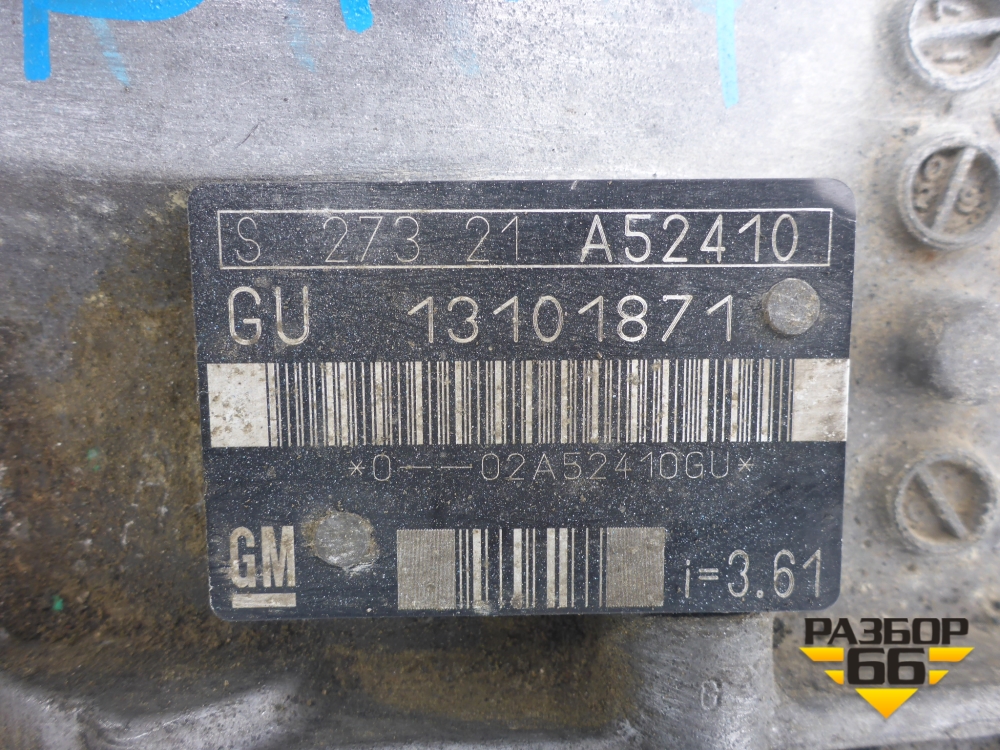 S 273 21 A52410
GU 13101871
*0--02A52410GU*
GM
i=3.61
G
РАЗБОР
66